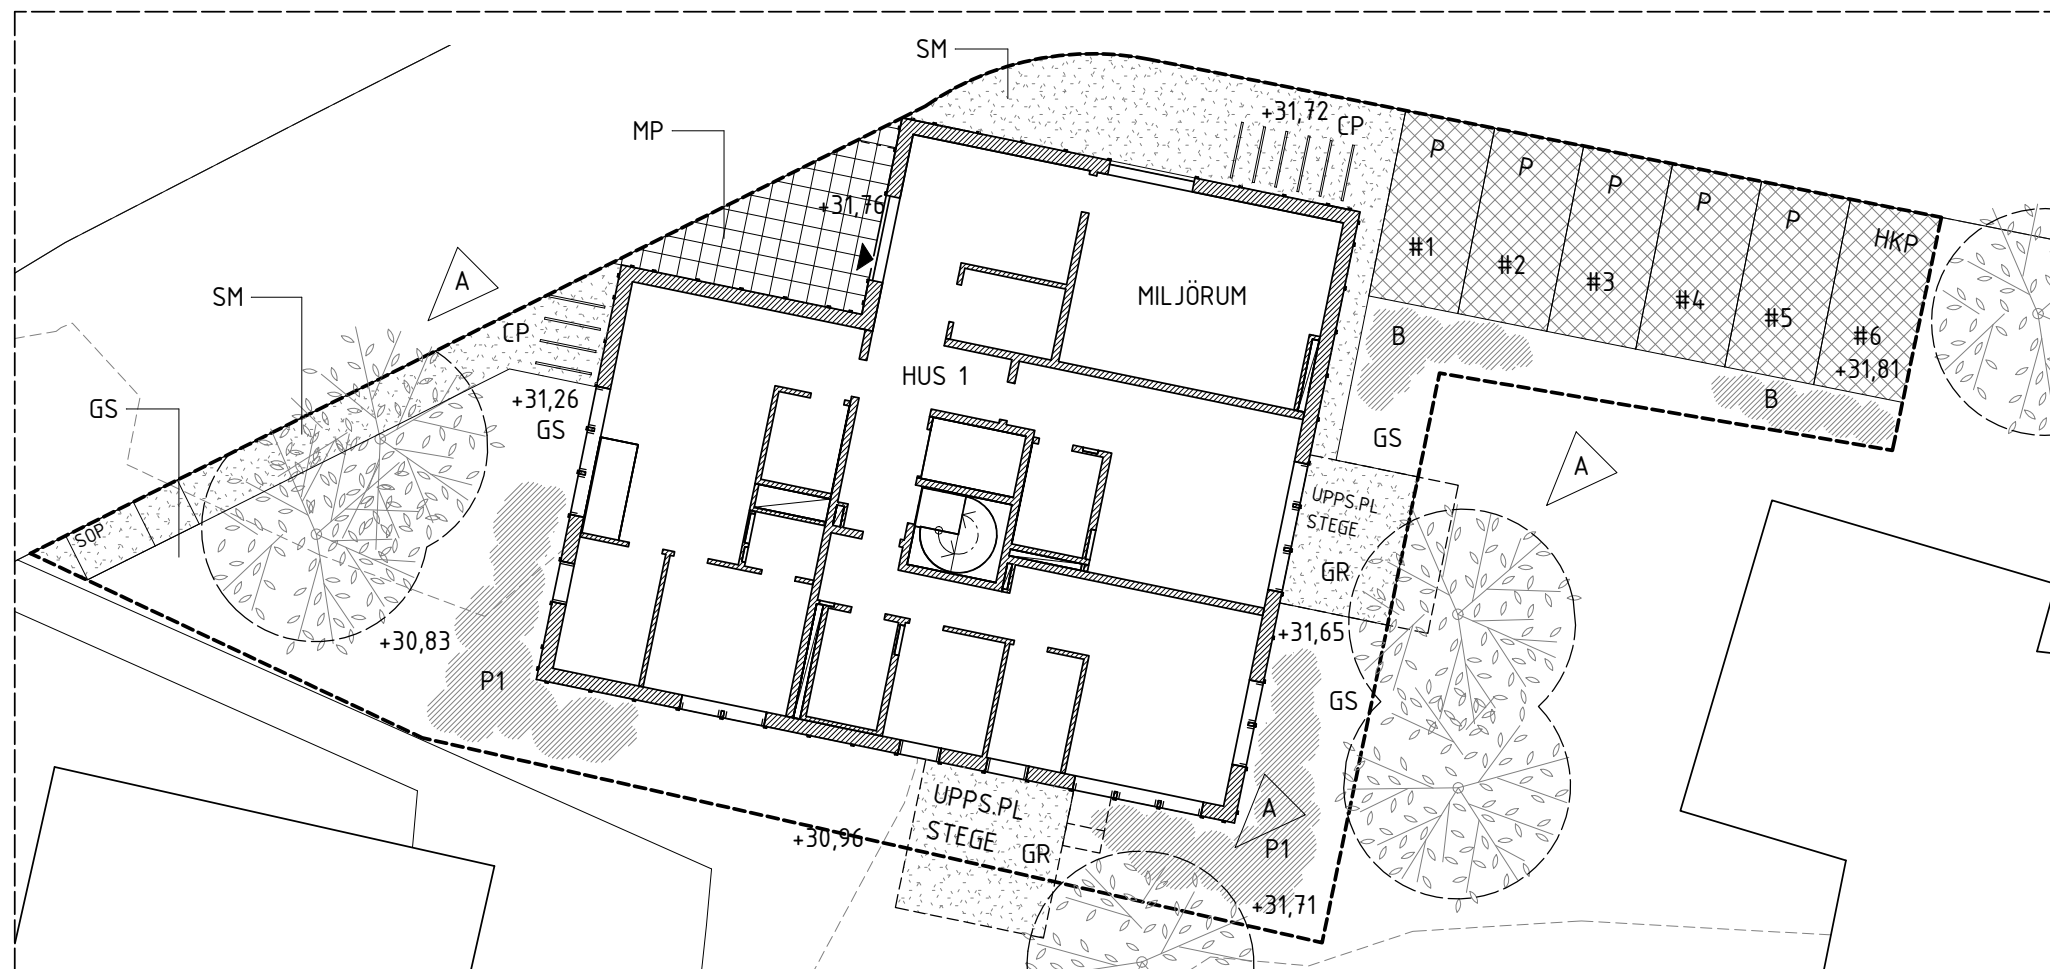 SM
+31,72
CP
MP
P
P
P
P
P
HKP
+31,76
#1
#2
#3
#4
#5
#6
+31,81
A
MILJÖRUM
SM
CP
B
B
HUS 1
GS
+31,26
GS
GS
A
UPPS.PL
STEGE
SOP
GR
+30,83
+31,65
P1
GS
UPPS.PL
STEGE
GR
A
P1
+30,96
+31,71